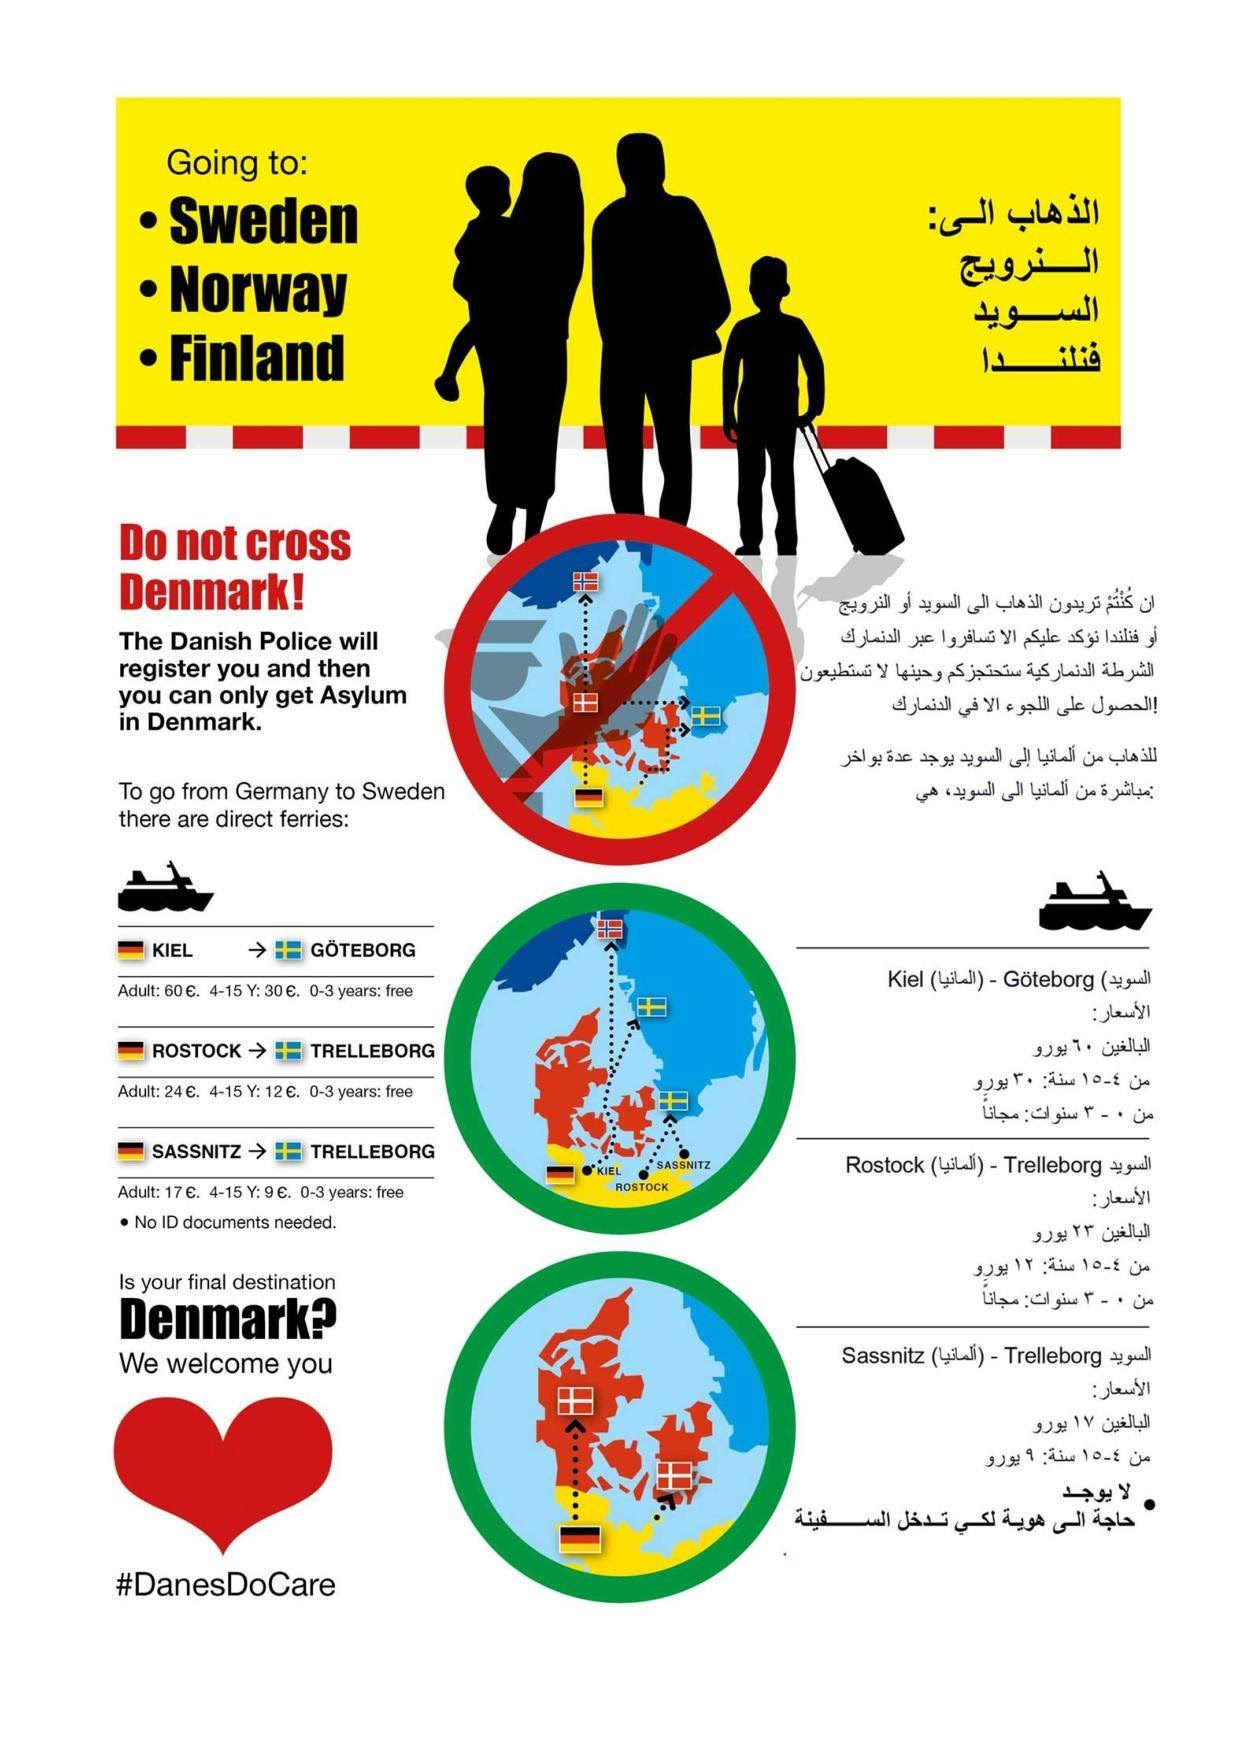 Going to:
• Sweden
• Norway
• Finland
الذهاب الى:
النرويج
السويد
فنلندا
Do not cross
Denmark!
The Danish Police will
register you and then
you can only get Asylum
in Denmark.
To go from Germany to Sweden
there are direct ferries:
ان كُنْتُمْ تريدون الذهاب الى السويد أو النرويج
أو فنلندا نؤكد عليكم الا تسافروا عبر الدنمارك
الشرطة الدنماركية ستحتجزكم وحينها لا تستطيعون
الحصول على اللجوء الا في الدنمارك!
للذهاب من ألمانيا إلى السويد يوجد عدة بواخر
مباشرة من ألمانيا الى السويد، هي:
KIEL → GÖTEBORG
Adult: 60 €. 4-15 Y: 30 €. 0-3 years: free
ROSTOCK → TRELLEBORG
Adult: 24 €. 4-15 Y: 12 €. 0-3 years: free
SASSNITZ → TRELLEBORG
Adult: 17 €. 4-15 Y: 9 €. 0-3 years: free
• No ID documents needed.
KIEL
SASSNITZ
ROSTOCK
Kiel (المانيا) - Göteborg (السويد
الأسعار:
البالغين ٦٠ يورو
من ٤-١٥ سنة: ٣٠ يورو
من ٠ - ٣ سنوات: مجاناً
Rostock (ألمانيا) - Trelleborg السويد
الأسعار:
البالغين ٢٣ يورو
من ٤-١٥ سنة: ١٢ يورو
من ٠ - ٣ سنوات: مجاناً
Sassnitz (ألمانيا) - Trelleborg السويد
الأسعار:
البالغين ١٧ يورو
من ٤-١٥ سنة: ٩ يورو
• لا يوجد
حاجة الى هوية لكي تدخل السفينة
Is your final destination
Denmark?
We welcome you
#DanesDoCare